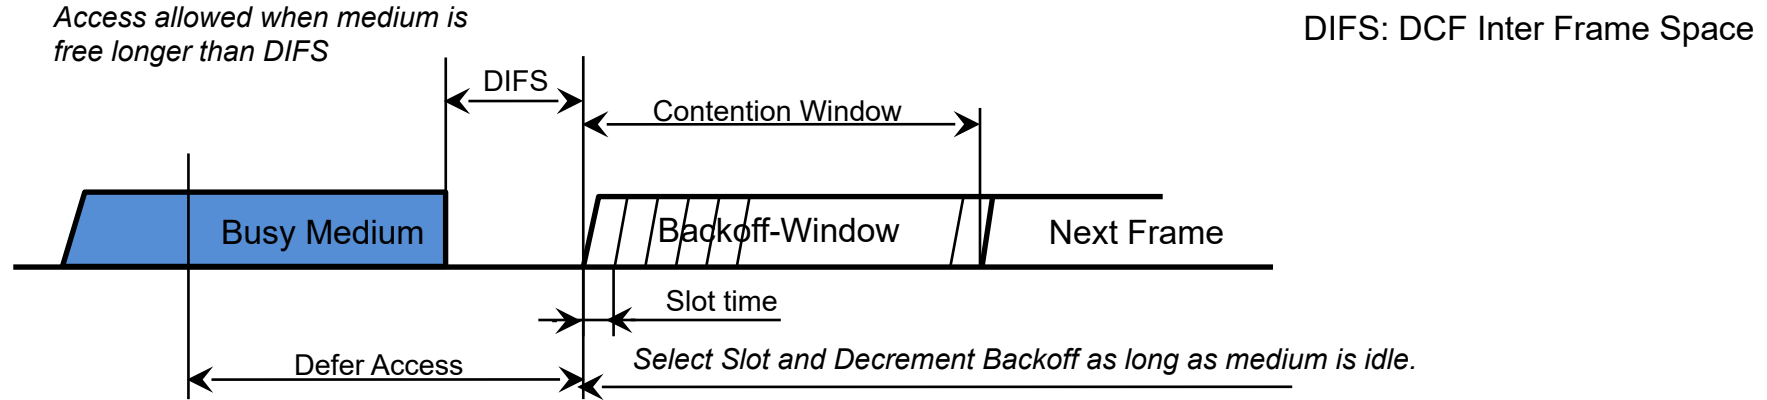 Access allowed when medium is
free longer than DIFS
DIFS: DCF Inter Frame Space
DIFS
Contention Window
Busy Medium
Backoff-Window
Next Frame
Slot time
Defer Access
Select Slot and Decrement Backoff as long as medium is idle.